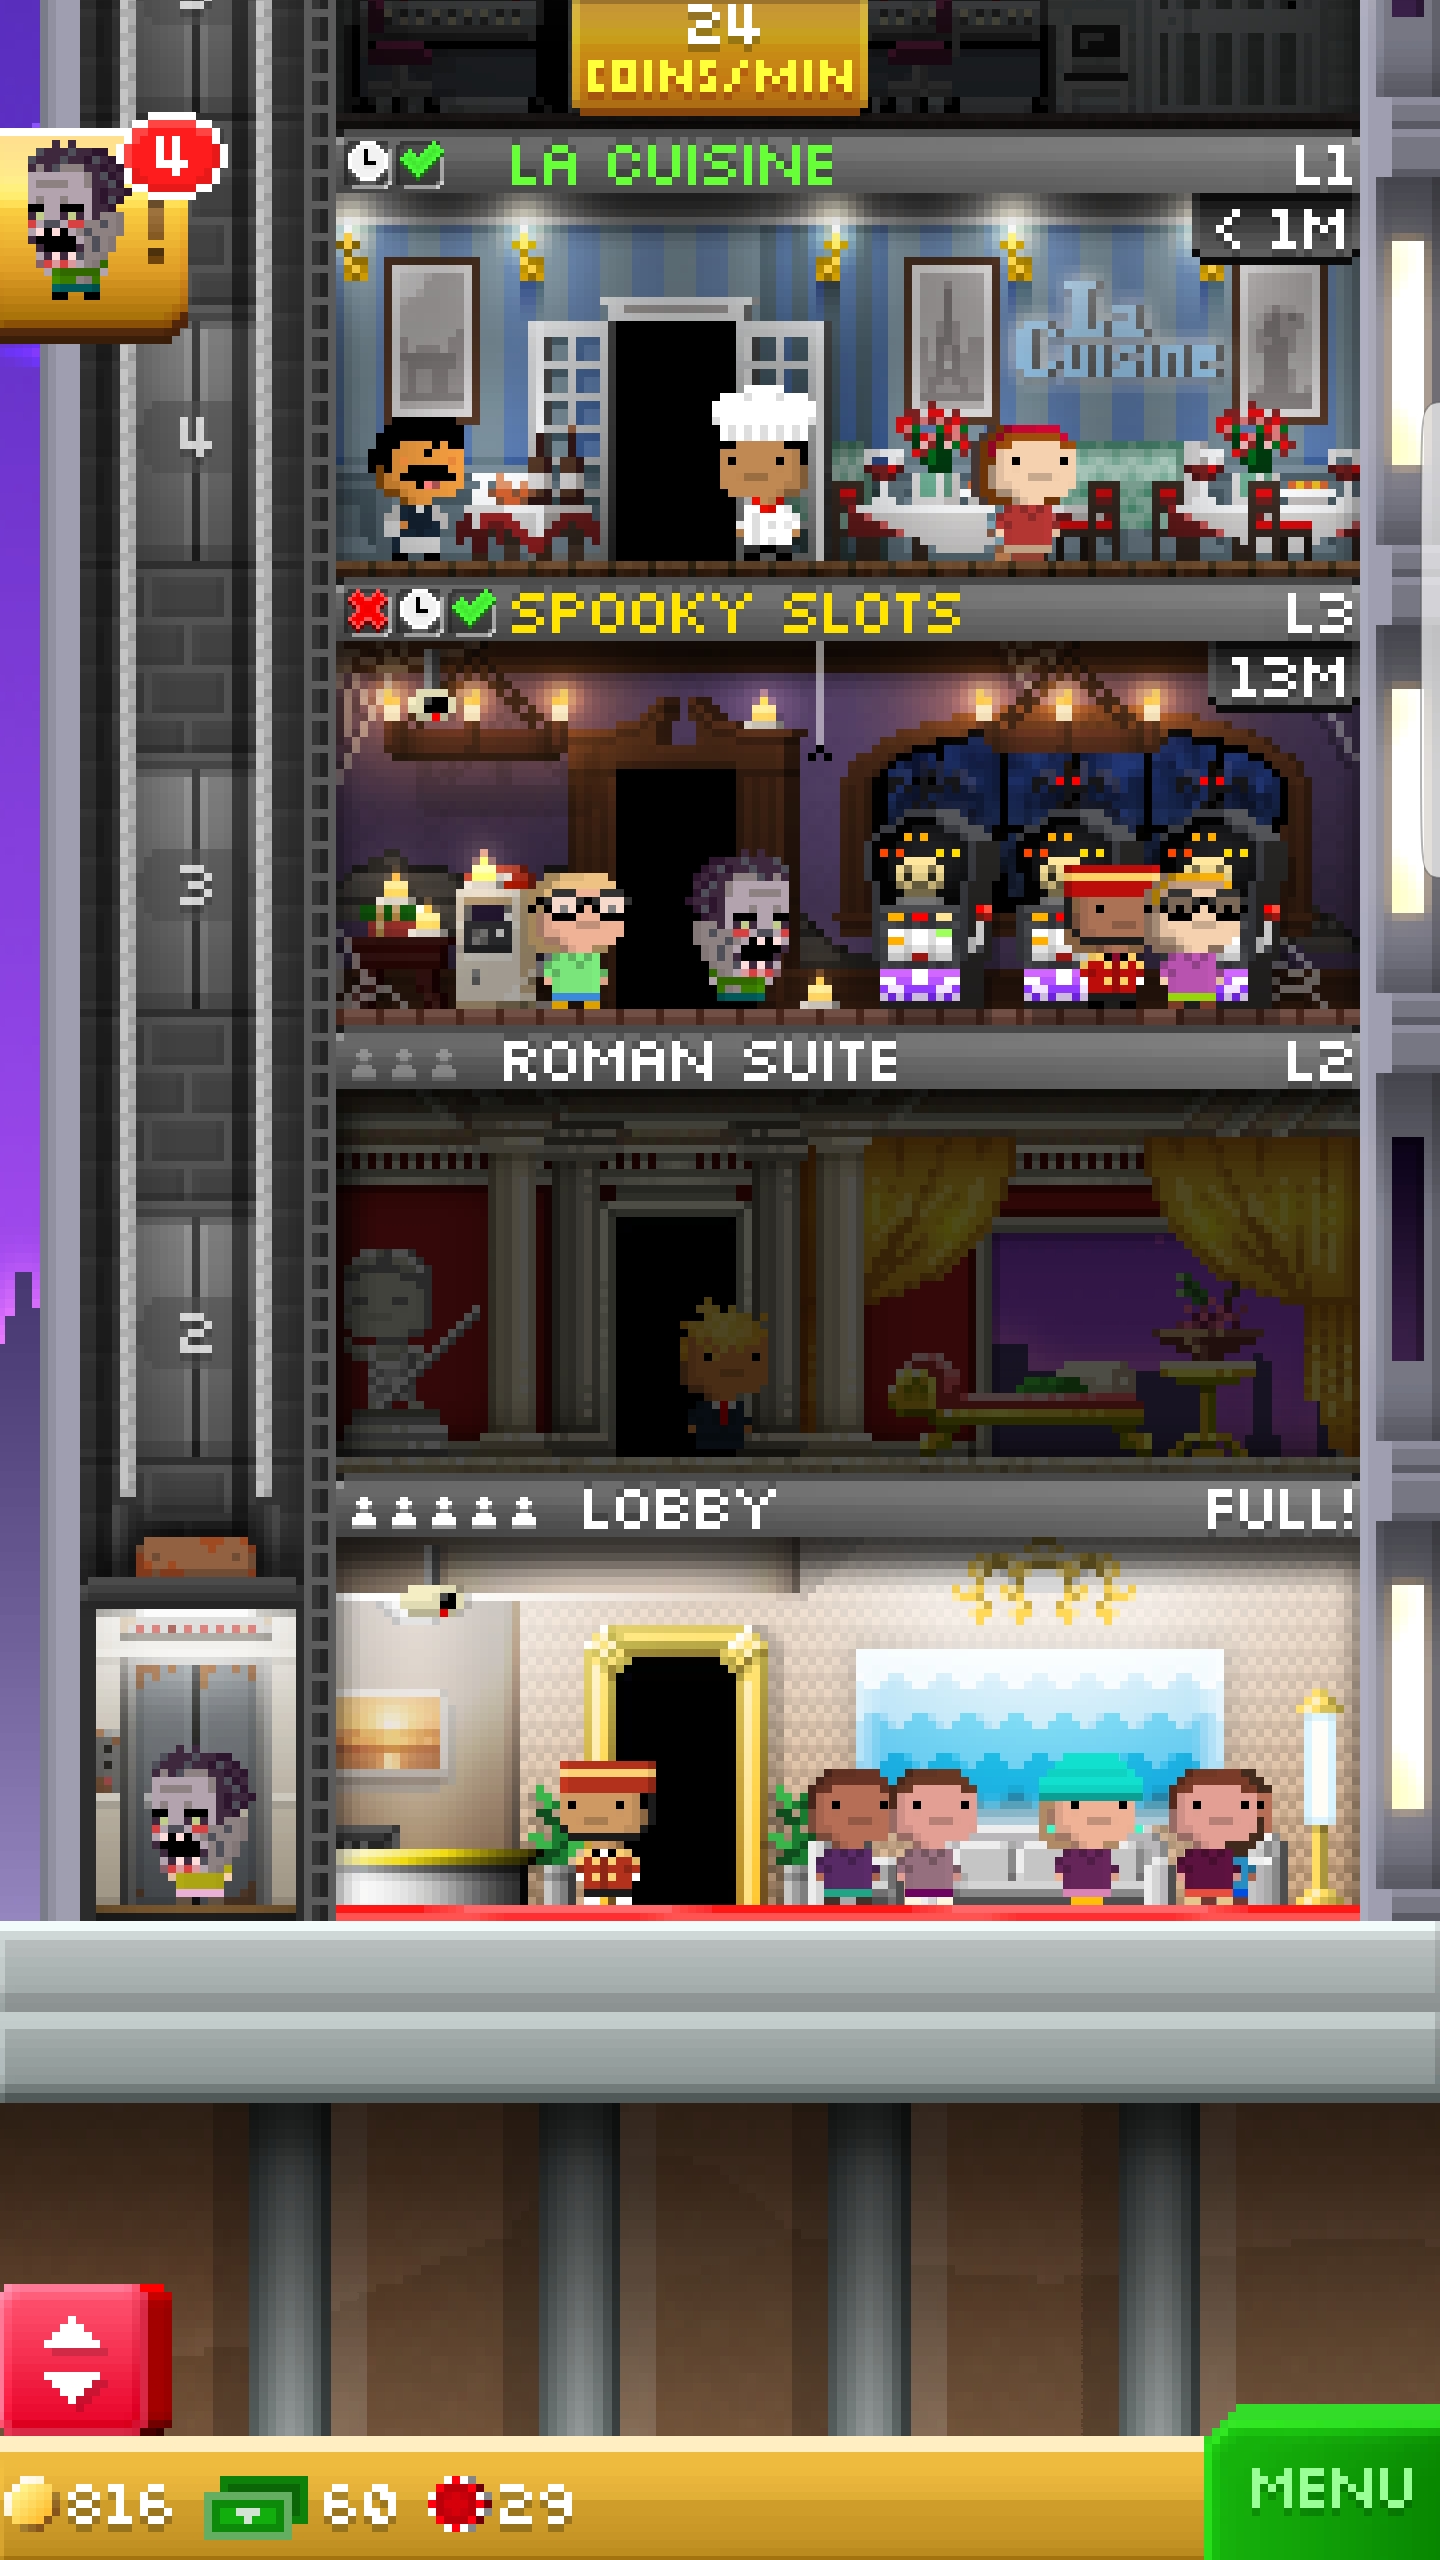 24
COINS/MIN
4
!
LA CUISINE
L1
< 1M
La
Cuisine
4
SPOOKY SLOTS
L3
13M
3
ROMAN SUITE
L2
2
LOBBY
FULL!
816
60
29
MENU